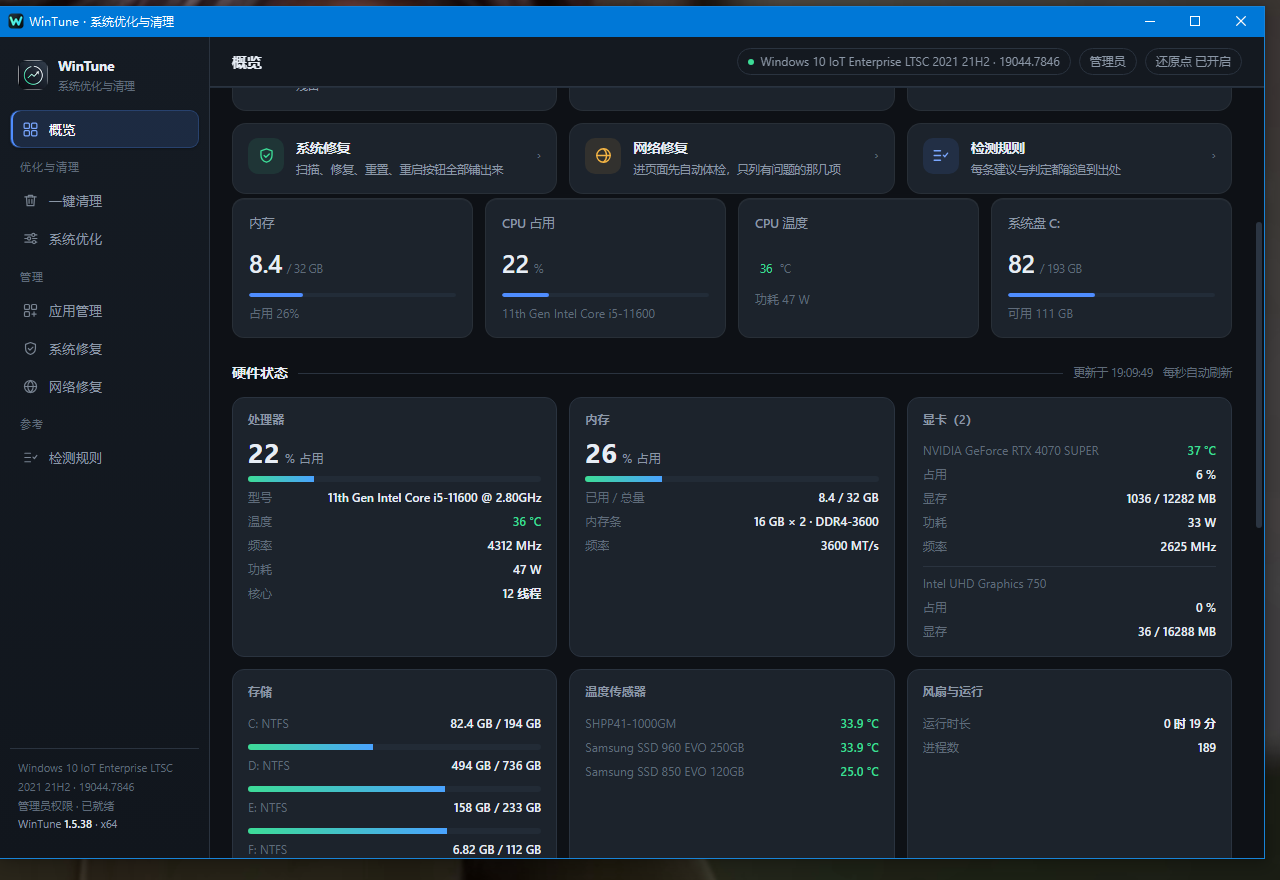 WinTune · 系统优化与清理
WinTune
系统优化与清理
概览
优化与清理
一键清理
系统优化
管理
应用管理
系统修复
网络修复
参考
检测规则
Windows 10 IoT Enterprise LTSC
2021 21H2 · 19044.7846
管理员权限 · 已就绪
WinTune 1.5.38 · x64
概览
Windows 10 IoT Enterprise LTSC 2021 21H2 · 19044.7846
管理员
还原点 已开启
系统修复
扫描、修复、重置、重启按钮全部铺出来
网络修复
进页面先自动体检，只列有问题的那几项
检测规则
每条建议与判定都能追到出处
内存
8.4 / 32 GB
占用 26%
CPU 占用
22 %
11th Gen Intel Core i5-11600
CPU 温度
36 °C
功耗 47 W
系统盘 C:
82 / 193 GB
可用 111 GB
硬件状态
更新于 19:09:49 每秒自动刷新
处理器
22 % 占用
型号 11th Gen Intel Core i5-11600 @ 2.80GHz
温度 36 °C
频率 4312 MHz
功耗 47 W
核心 12 线程
内存
26 % 占用
已用 / 总量 8.4 / 32 GB
内存条 16 GB × 2 · DDR4-3600
频率 3600 MT/s
显卡（2）
NVIDIA GeForce RTX 4070 SUPER 37 °C
占用 6 %
显存 1036 / 12282 MB
功耗 33 W
频率 2625 MHz
Intel UHD Graphics 750
占用 0 %
显存 36 / 16288 MB
存储
C: NTFS 82.4 GB / 194 GB
D: NTFS 494 GB / 736 GB
E: NTFS 158 GB / 233 GB
F: NTFS 6.82 GB / 112 GB
温度传感器
SHPP41-1000GM 33.9 °C
Samsung SSD 960 EVO 250GB 33.9 °C
Samsung SSD 850 EVO 120GB 25.0 °C
风扇与运行
运行时长 0 时 19 分
进程数 189